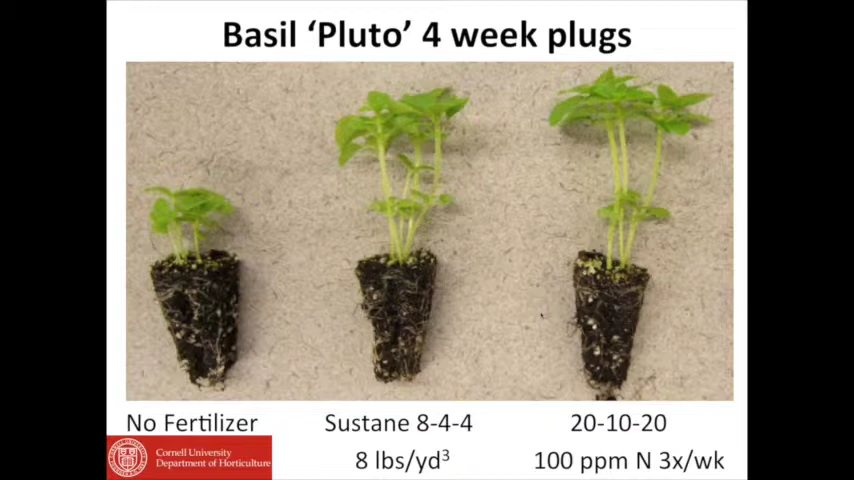 Basil ‘Pluto’ 4 week plugs
No Fertilizer
Sustane 8-4-4
8 lbs/yd³
20-10-20
100 ppm N 3x/wk
Cornell University
Department of Horticulture